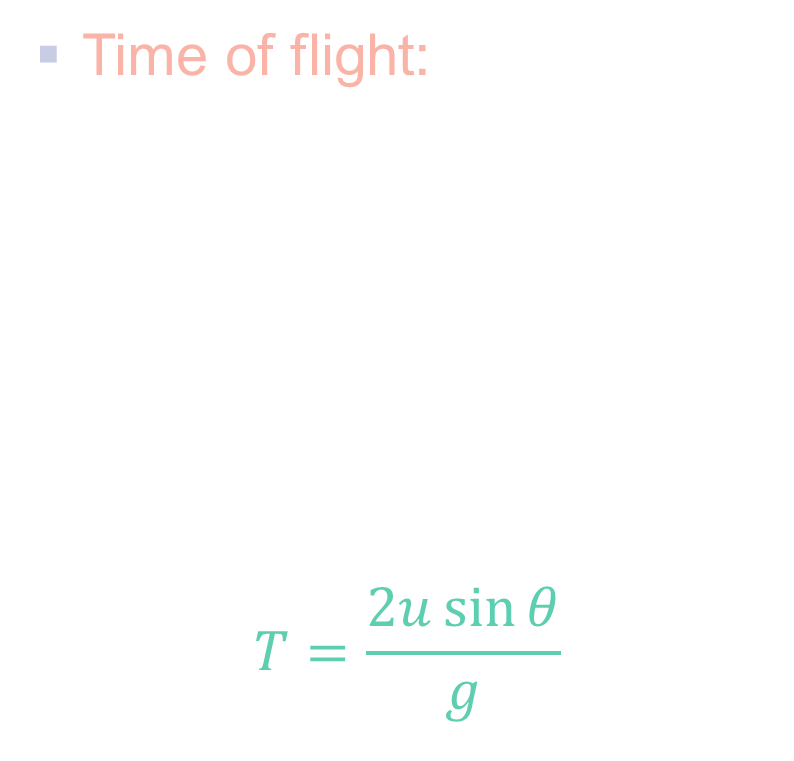 ▪ Time of flight:
T = 2u sin θ / g